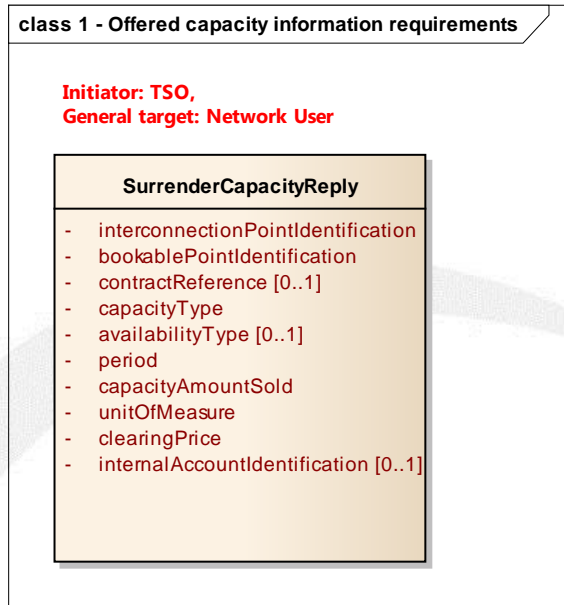 class 1 - Offered capacity information requirements
Initiator: TSO,
General target: Network User
SurrenderCapacityReply
- interconnectionPointIdentification
- bookablePointIdentification
- contractReference [0..1]
- capacityType
- availabilityType [0..1]
- period
- capacityAmountSold
- unitOfMeasure
- clearingPrice
- internalAccountIdentification [0..1]